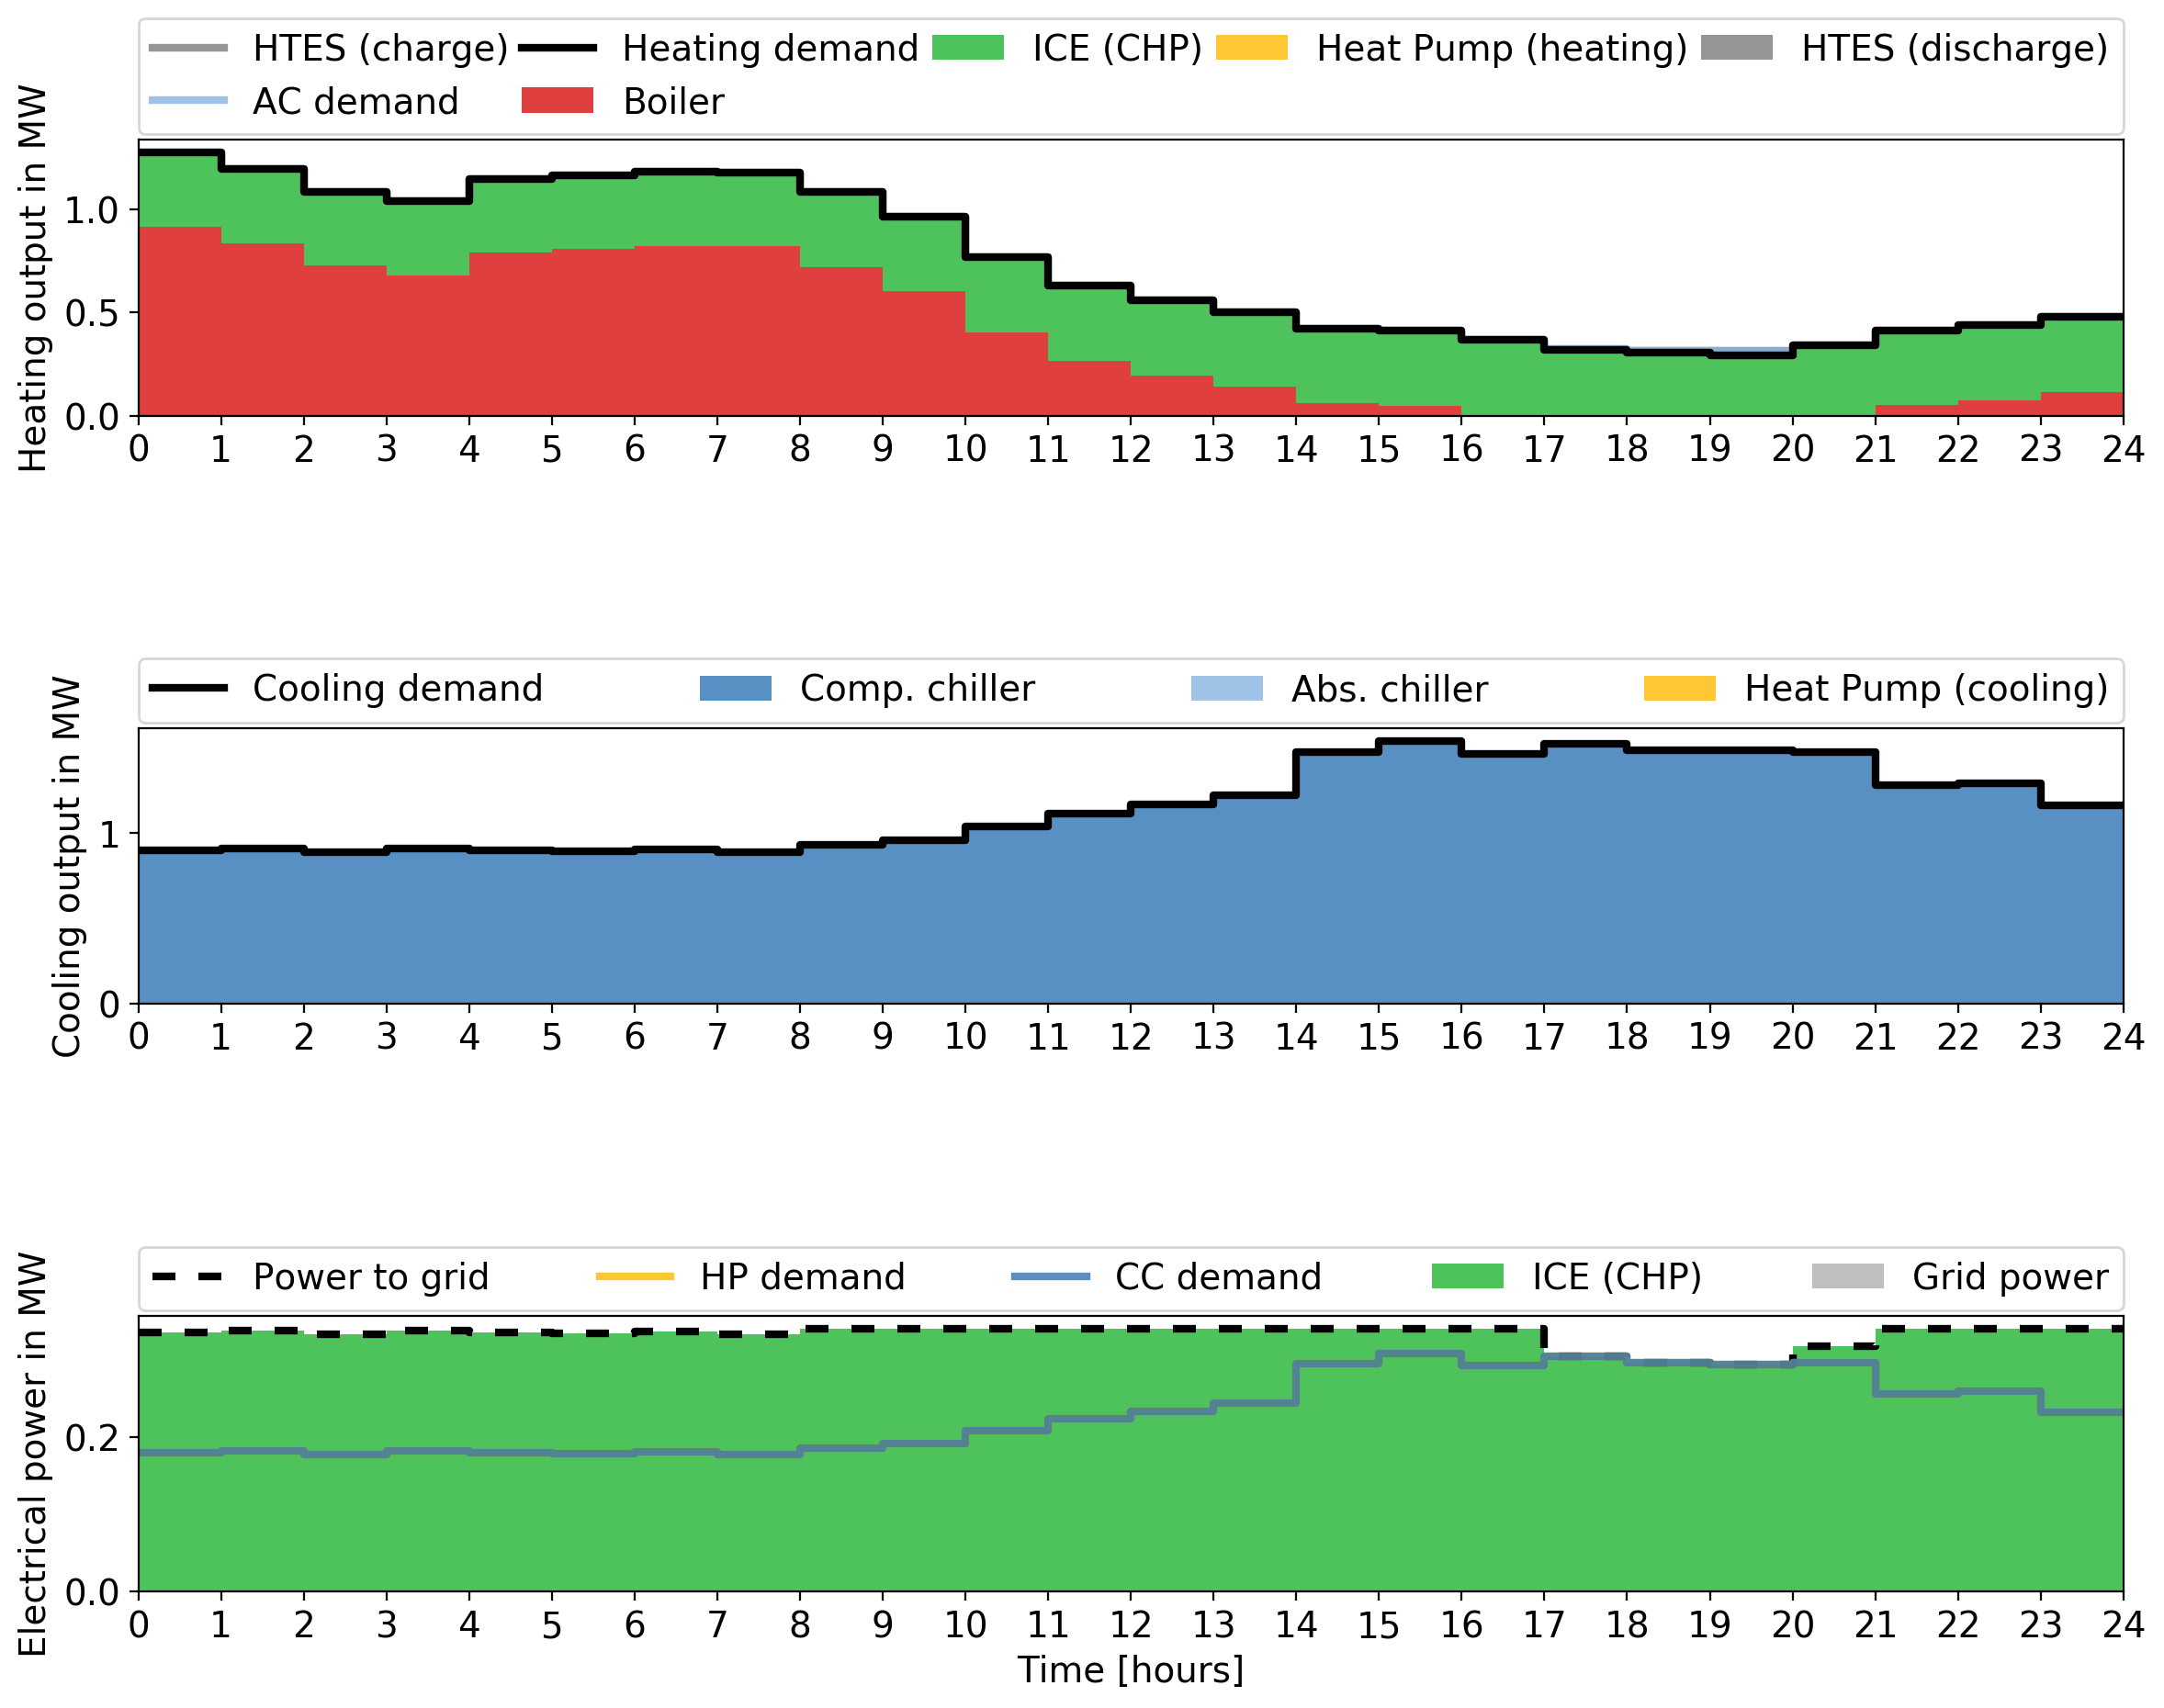 HTES (charge) Heating demand ICE (CHP) Heat Pump (heating) HTES (discharge)
AC demand Boiler
Heating output in MW
1.0
0.5
0.0
0 1 2 3 4 5 6 7 8 9 10 11 12 13 14 15 16 17 18 19 20 21 22 23 24
Cooling demand Comp. chiller Abs. chiller Heat Pump (cooling)
Cooling output in MW
1
0
0 1 2 3 4 5 6 7 8 9 10 11 12 13 14 15 16 17 18 19 20 21 22 23 24
Power to grid HP demand CC demand ICE (CHP) Grid power
Electrical power in MW
0.2
0.0
0 1 2 3 4 5 6 7 8 9 10 11 12 13 14 15 16 17 18 19 20 21 22 23 24
Time [hours]